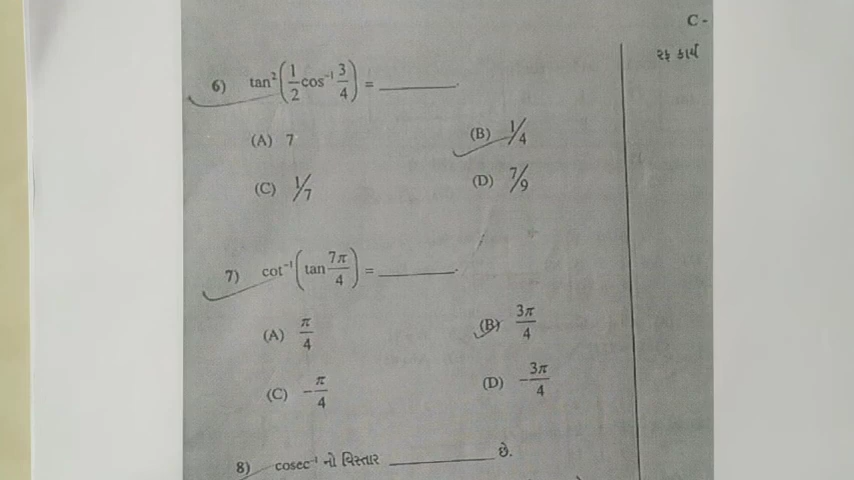 C -
રફ કાર્ય
6) tan²(1/2 cos⁻¹ 3/4) = ________.
(A) 7 (B) 1/4
(C) 1/7 (D) 7/9
7) cot⁻¹(tan 7π/4) = ________.
(A) π/4 (B) 3π/4
(C) -π/4 (D) -3π/4
8) cosec⁻¹ નો વિસ્તાર ________ છે.